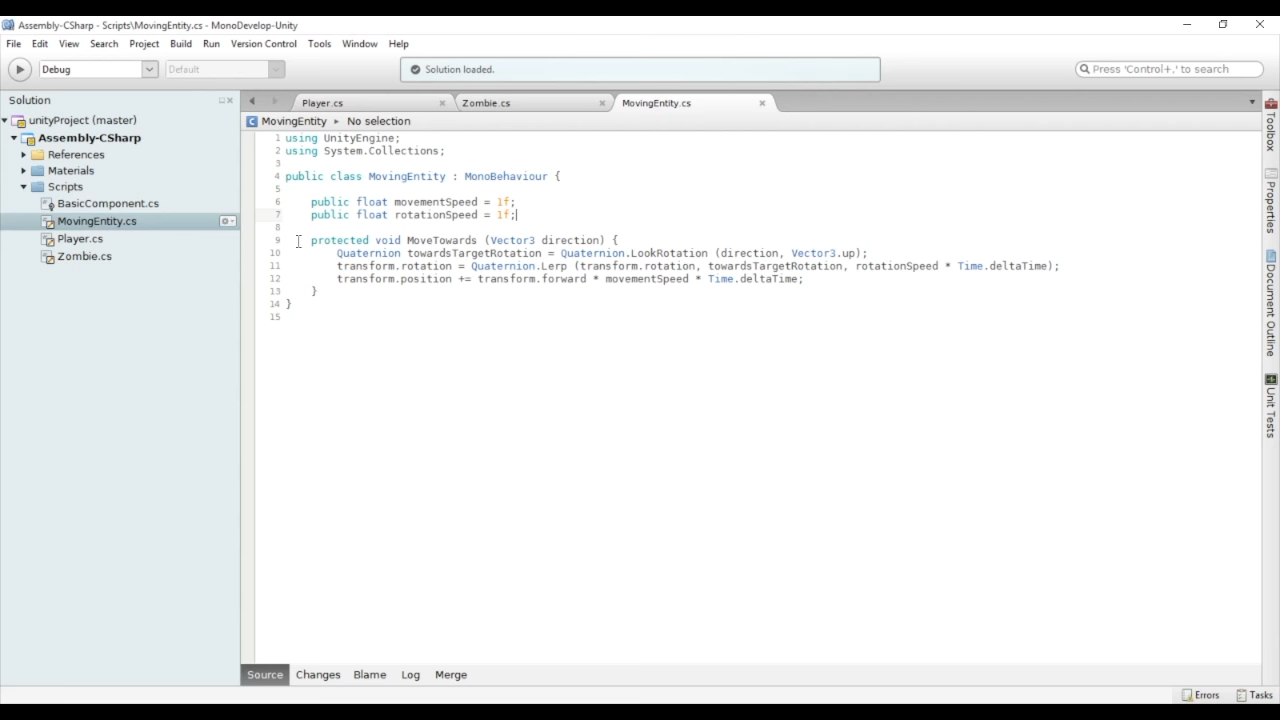 Assembly-CSharp - Scripts\MovingEntity.cs - MonoDevelop-Unity
File Edit View Search Project Build Run Version Control Tools Window Help
Debug Default Solution loaded. Press 'Control+,' to search
Solution
unityProject (master)
Assembly-CSharp
References
Materials
Scripts
BasicComponent.cs
MovingEntity.cs
Player.cs
Zombie.cs
Player.cs Zombie.cs MovingEntity.cs
MovingEntity No selection
1 using UnityEngine;
2 using System.Collections;
3
4 public class MovingEntity : MonoBehaviour {
5
6 public float movementSpeed = 1f;
7 public float rotationSpeed = 1f;
8
9 protected void MoveTowards (Vector3 direction) {
10 Quaternion towardsTargetRotation = Quaternion.LookRotation (direction, Vector3.up);
11 transform.rotation = Quaternion.Lerp (transform.rotation, towardsTargetRotation, rotationSpeed * Time.deltaTime);
12 transform.position += transform.forward * movementSpeed * Time.deltaTime;
13 }
14 }
15
Toolbox
Properties
Document Outline
Unit Tests
Source Changes Blame Log Merge
Errors Tasks